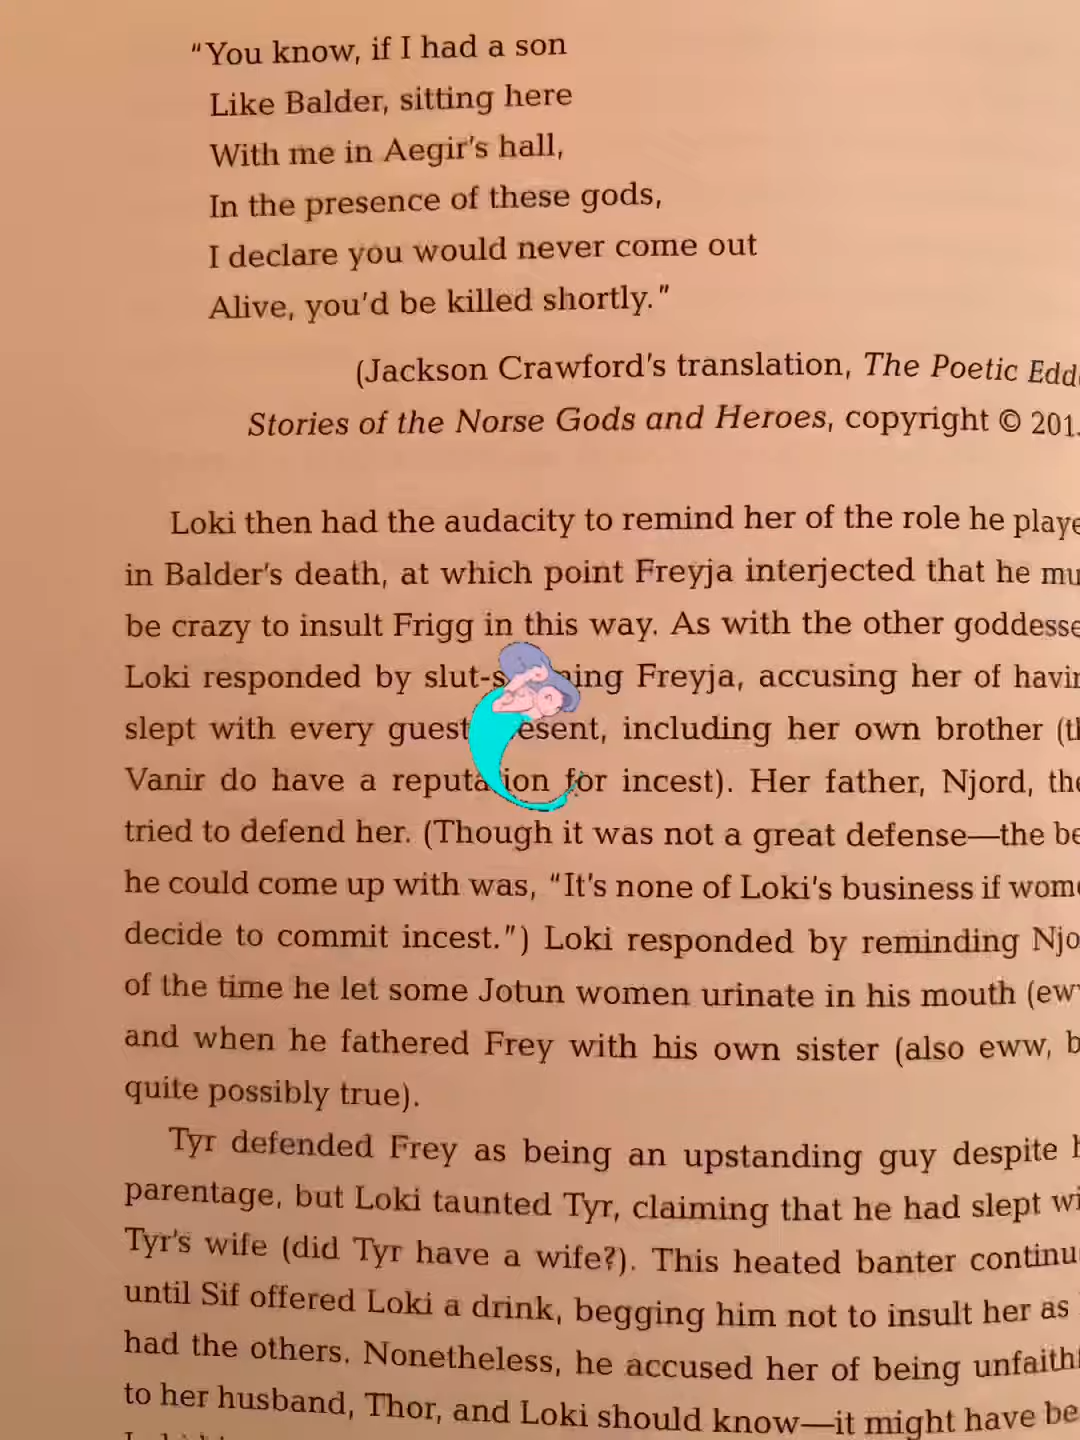 “You know, if I had a son
Like Balder, sitting here
With me in Aegir’s hall,
In the presence of these gods,
I declare you would never come out
Alive, you’d be killed shortly.”
(Jackson Crawford’s translation, The Poetic
Stories of the Norse Gods and Heroes, copyright ©
Loki then had the audacity to remind her of the role he
in Balder’s death, at which point Freyja interjected that he
be crazy to insult Frigg in this way. As with the other
Loki responded by Freyja, accusing her of
slept with every guest including her own brother
Vanir do have a reputation for incest). Her father, Njord,
tried to defend her. (Though it was not a great defense—the
he could come up with was, “It’s none of Loki’s business if
decide to commit incest.”) Loki responded by reminding
of the time he let some Jotun women urinate in his mouth
and when he fathered Frey with his own sister (also eww,
quite possibly true).
Tyr defended Frey as being an upstanding guy despite
parentage, but Loki taunted Tyr, claiming that he had slept
Tyr’s wife (did Tyr have a wife?). This heated banter
until Sif offered Loki a drink, begging him not to insult her as
had the others. Nonetheless, he accused her of being
to her husband, Thor, and Loki should know—it might have